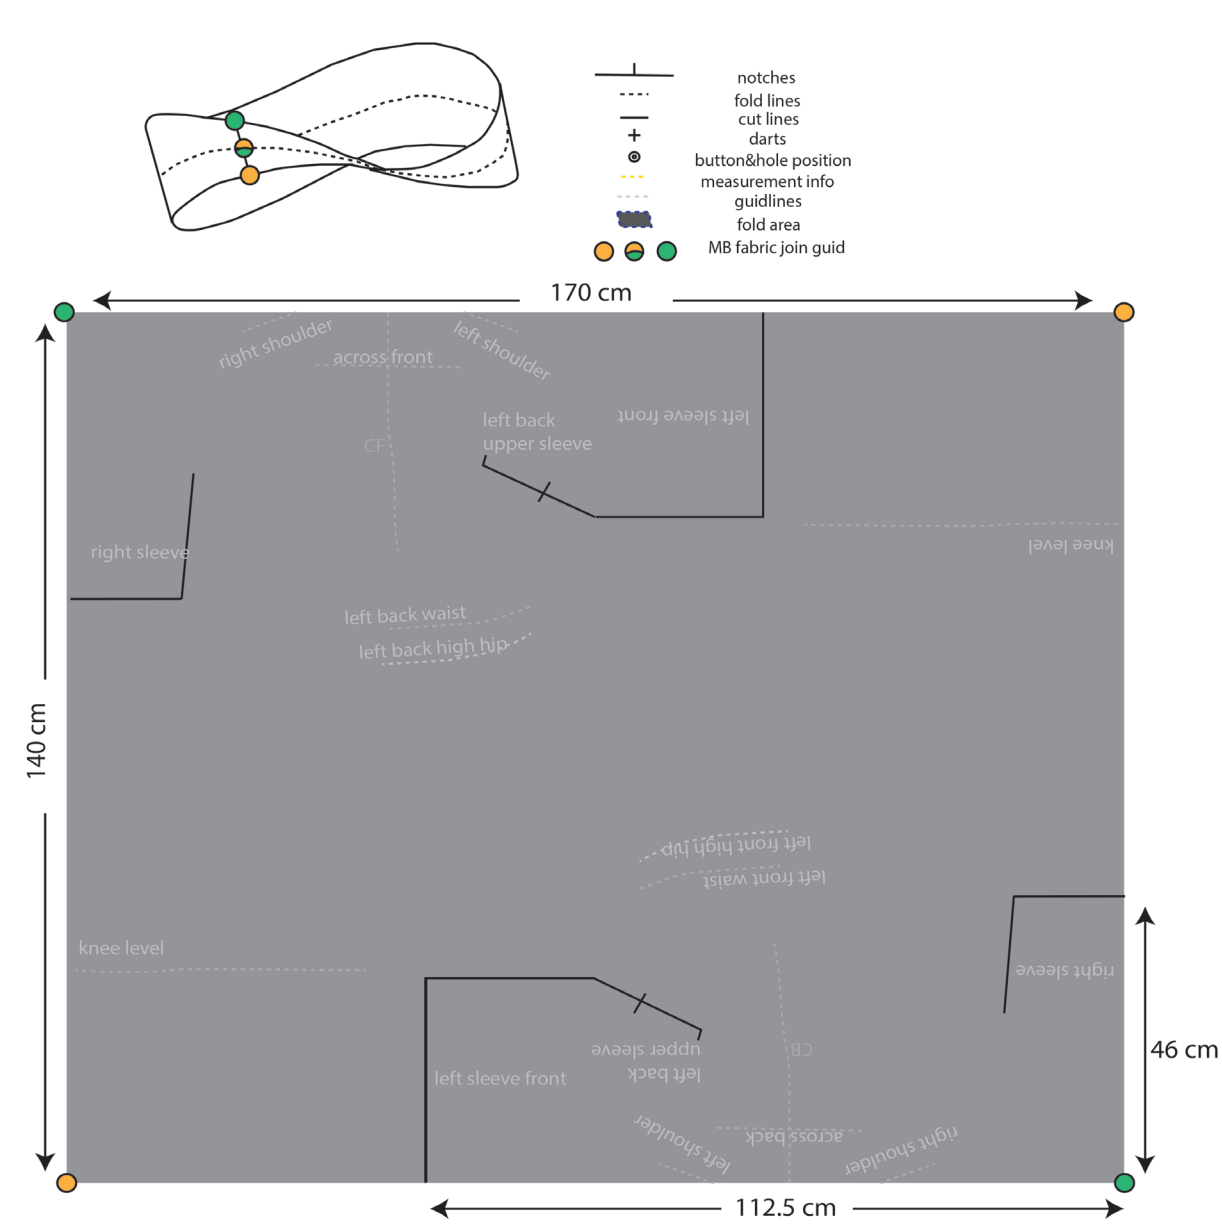 notches
fold lines
cut lines
darts
button&hole position
measurement info
guidlines
fold area
MB fabric join guid
170 cm
right shoulder
across front
left shoulder
left back
upper sleeve
left sleeve front
CF
right sleeve
knee level
left back waist
left back high hip
140 cm
left front high hip
left front waist
knee level
right sleeve
46 cm
CB
left back
upper sleeve
left sleeve front
left shoulder
across back
right shoulder
112.5 cm